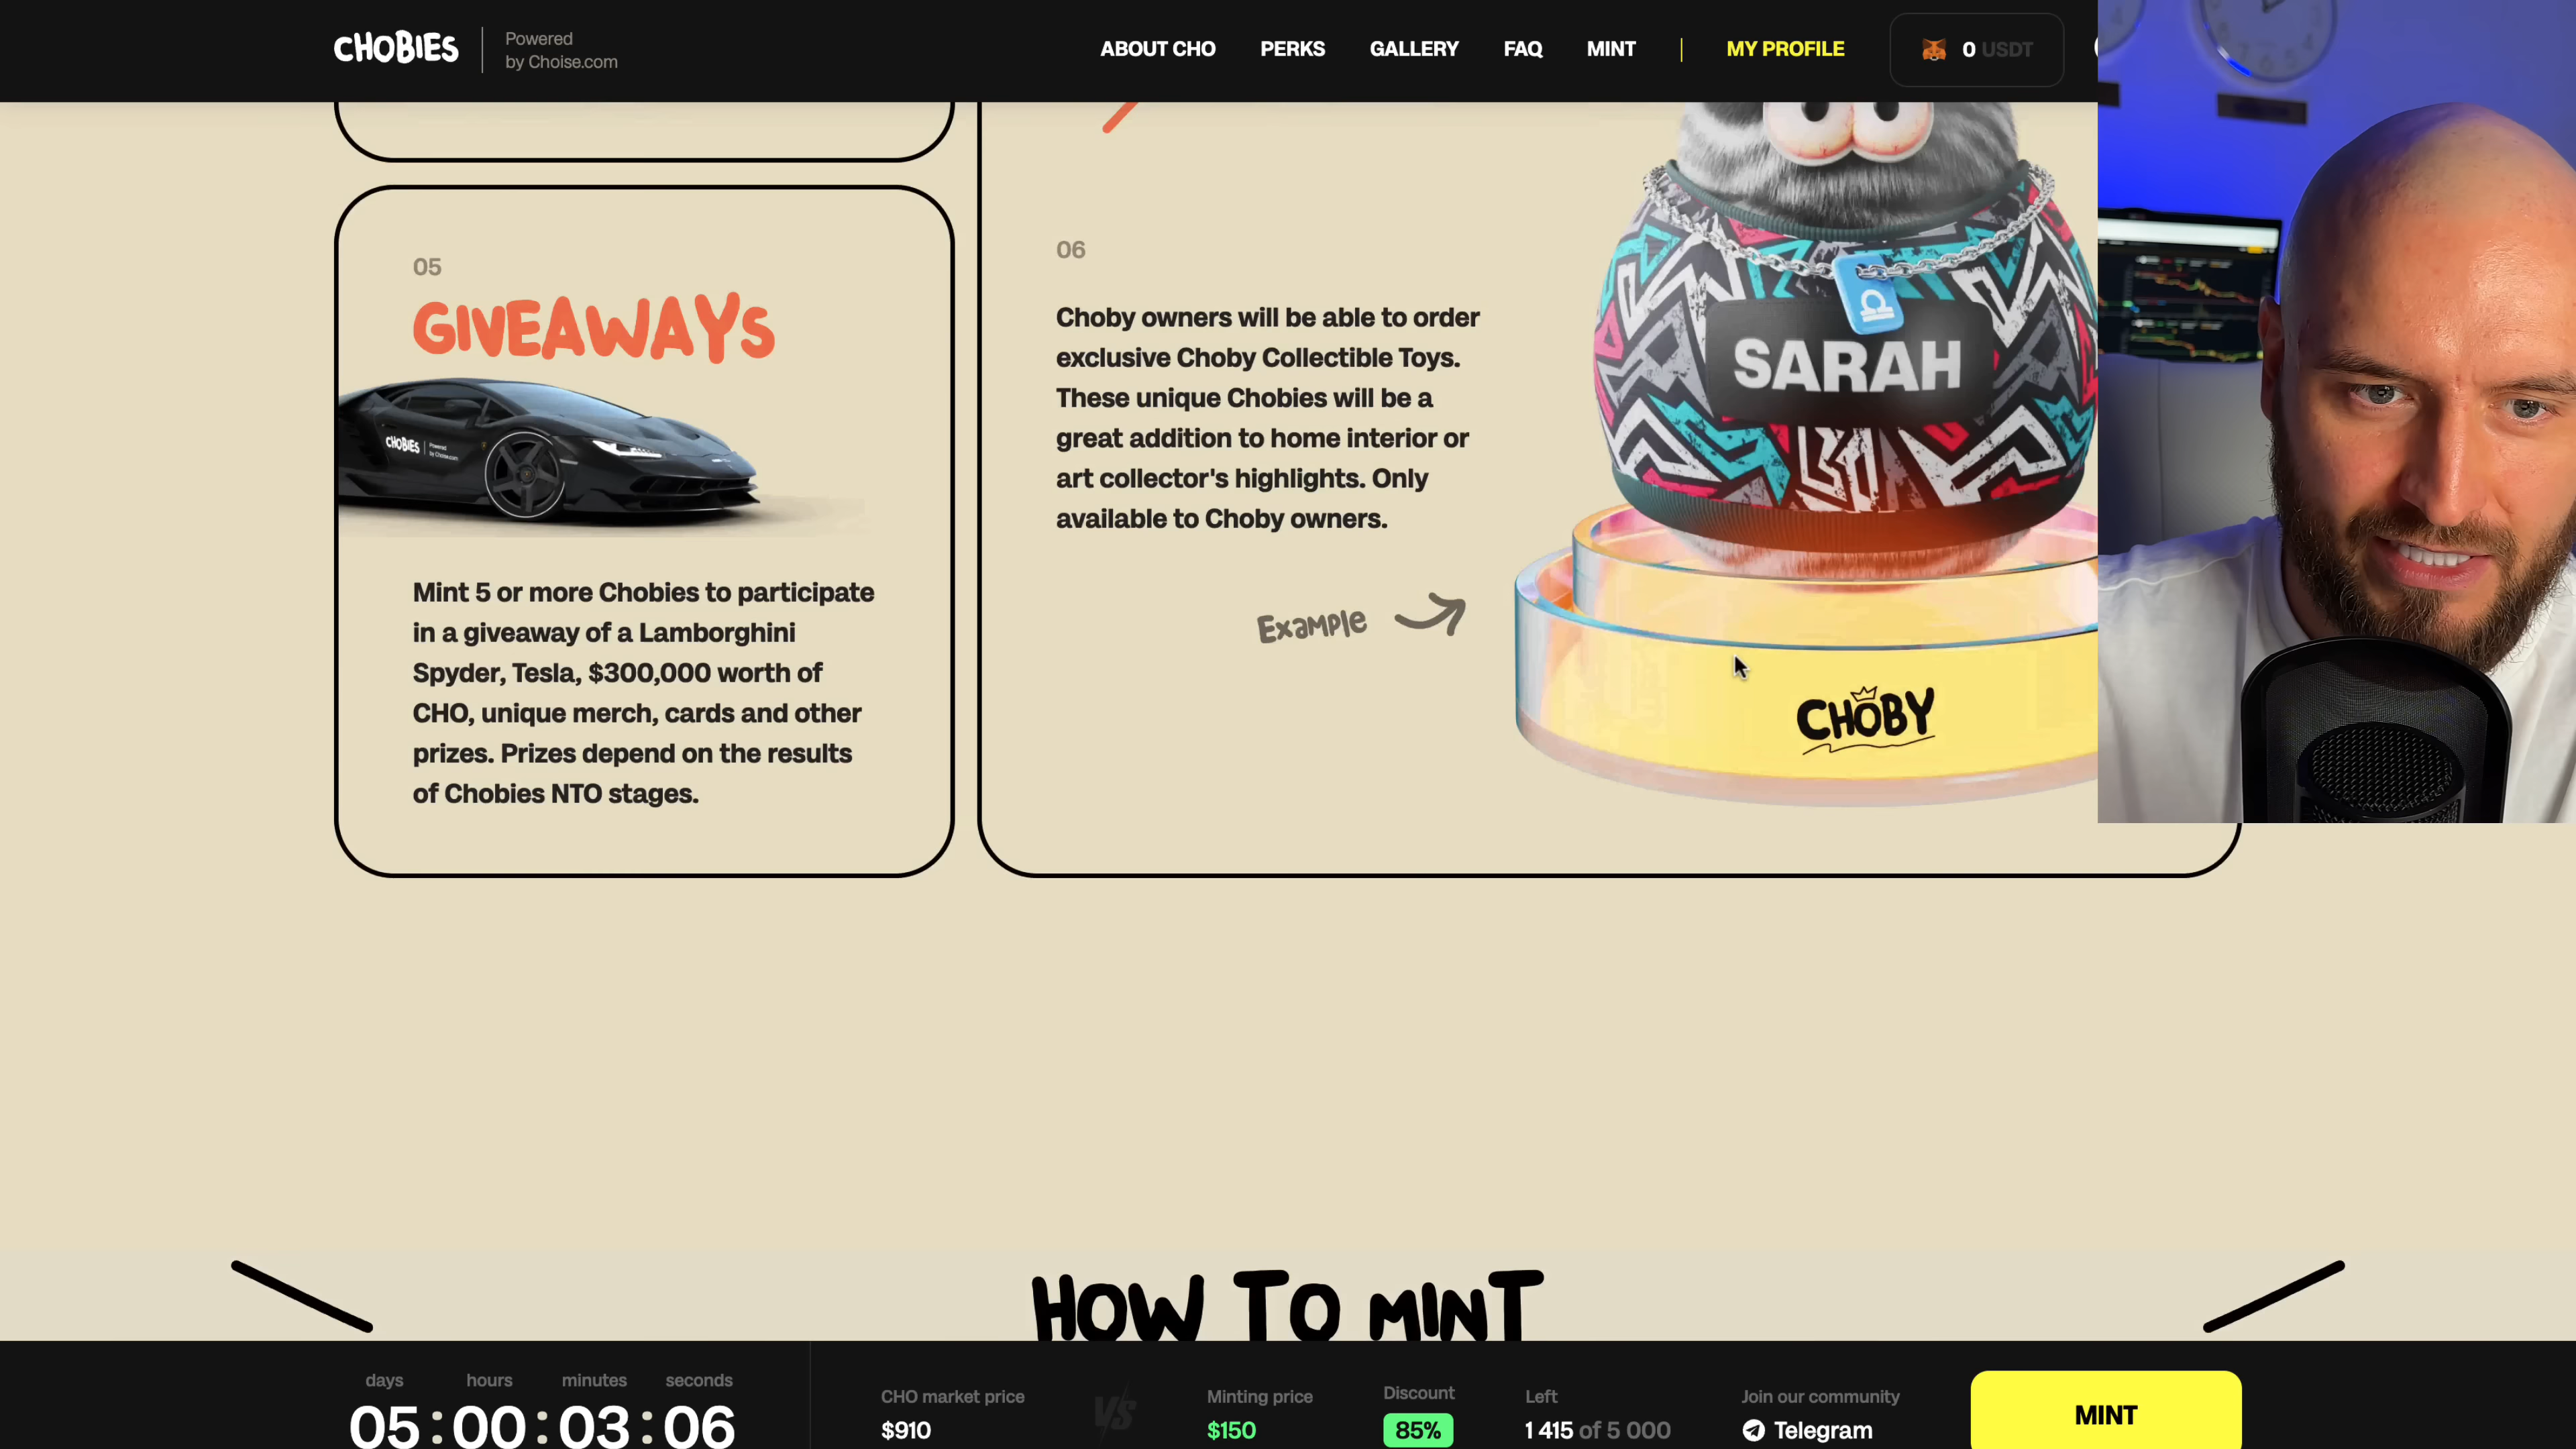 CHOBIES
Powered
by Choise.com
ABOUT CHO
PERKS
GALLERY
FAQ
MINT
MY PROFILE
0 USDT
05
GIVEAWAYS
CHOBIES
Powered
by Choise.com
Mint 5 or more Chobies to participate
in a giveaway of a Lamborghini
Spyder, Tesla, $300,000 worth of
CHO, unique merch, cards and other
prizes. Prizes depend on the results
of Chobies NTO stages.
06
Choby owners will be able to order
exclusive Choby Collectible Toys.
These unique Chobies will be a
great addition to home interior or
art collector's highlights. Only
available to Choby owners.
Example
SARAH
CHOBY
HOW TO MINT
days hours minutes seconds
05 : 00 : 03 : 06
CHO market price
$910
VS
Minting price
$150
Discount
85%
Left
1 415 of 5 000
Join our community
Telegram
MINT